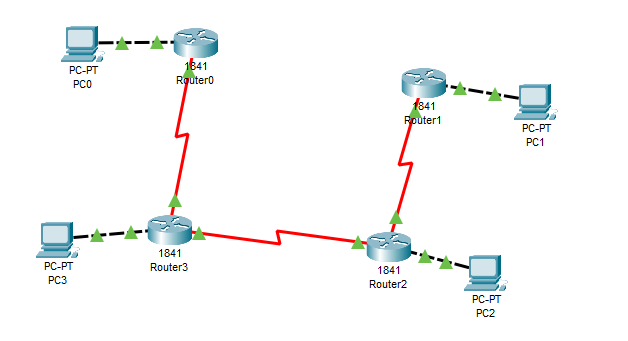 1841
Router0
PC-PT
PC0
1841
Router1
PC-PT
PC1
1841
Router3
PC-PT
PC3
1841
Router2
PC-PT
PC2